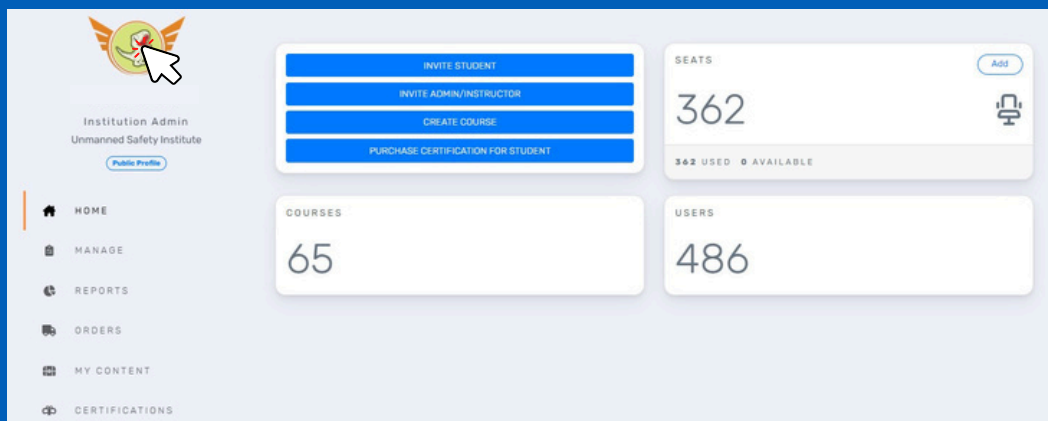 Institution Admin
Unmanned Safety Institute
Public Profile
HOME
MANAGE
REPORTS
ORDERS
MY CONTENT
CERTIFICATIONS
INVITE STUDENT
INVITE ADMIN/INSTRUCTOR
CREATE COURSE
PURCHASE CERTIFICATION FOR STUDENT
SEATS
Add
362
362 USED 0 AVAILABLE
COURSES
65
USERS
486